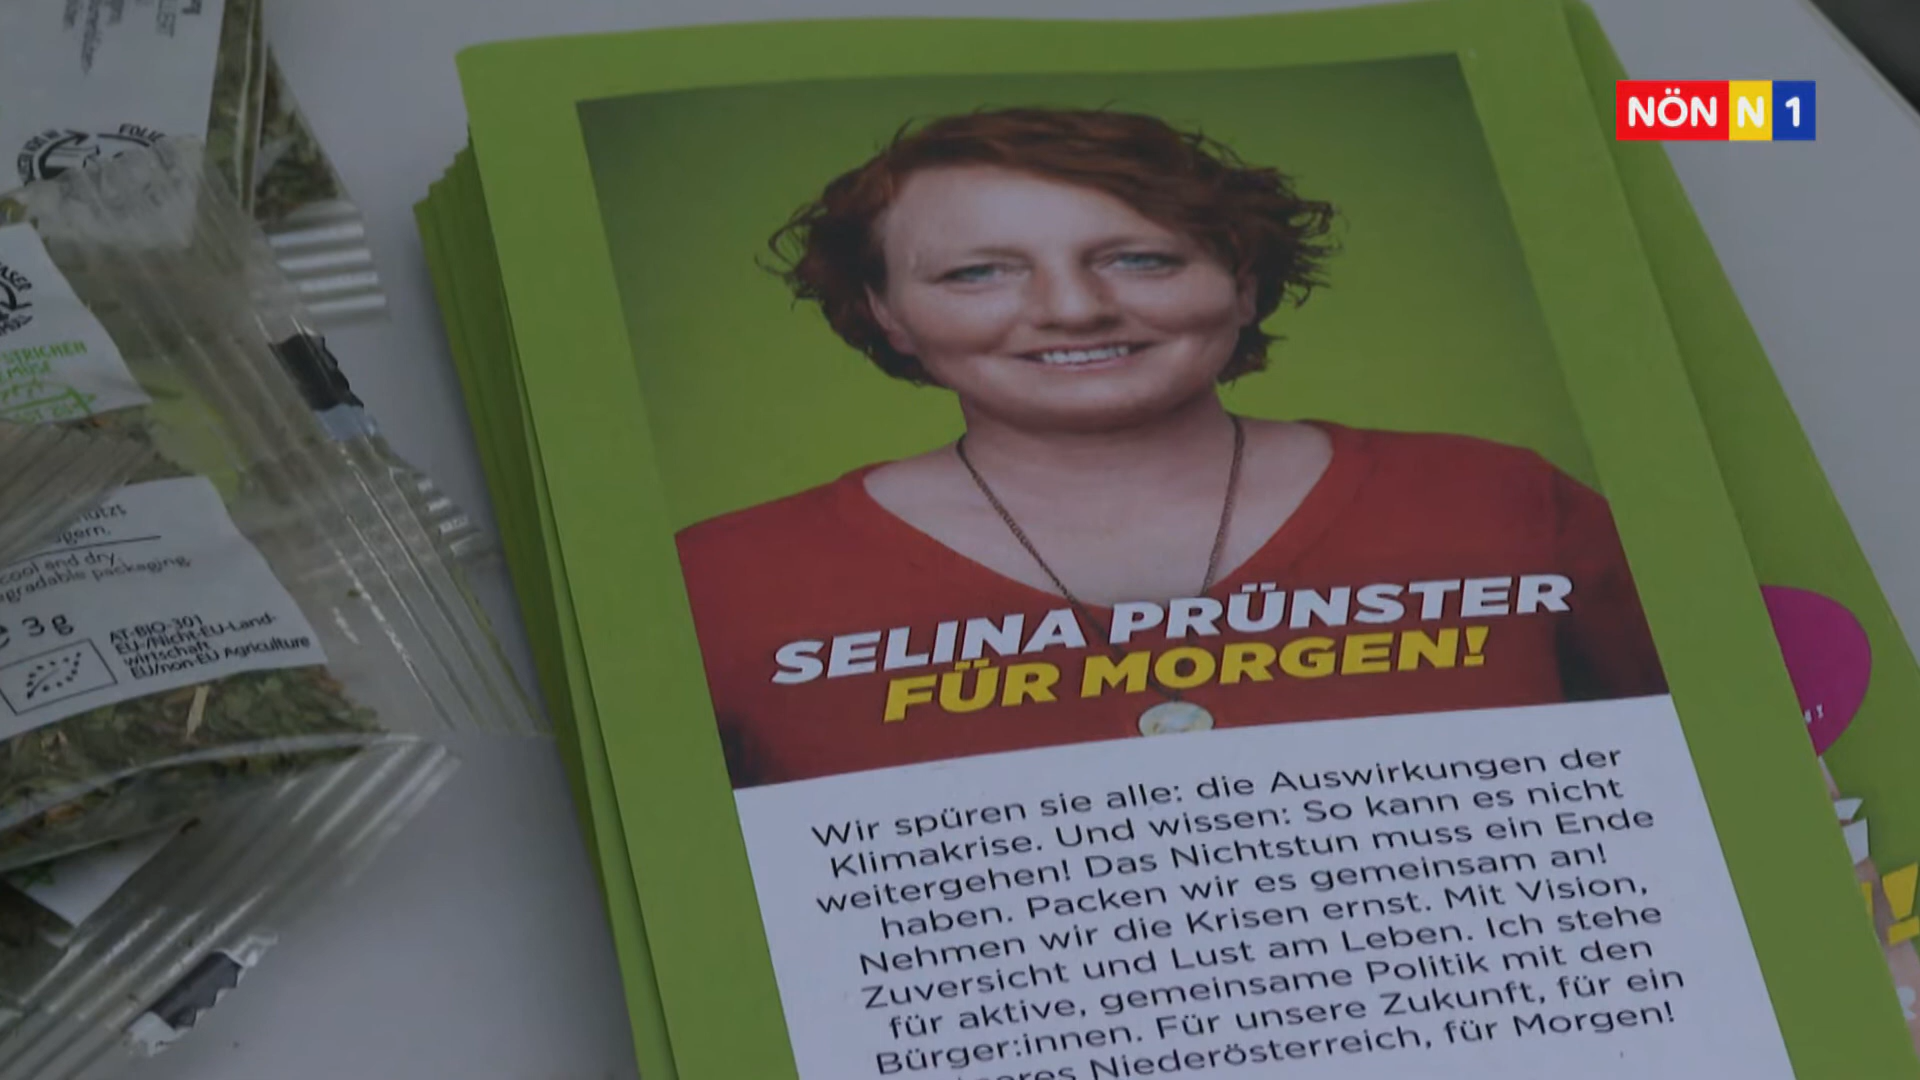 NÖN N 1
FOLIE
STRICHEN
cool and dry
packaging
3 g
AT-BIO-301
EU-/Nicht-EU-Land-
wirtschaft
EU/non-EU Agriculture
SELINA PRÜNSTER
FÜR MORGEN!
Wir spüren sie alle: die Auswirkungen der
Klimakrise. Und wissen: So kann es nicht
weitergehen! Das Nichtstun muss ein Ende
haben. Packen wir es gemeinsam an!
Nehmen wir die Krisen ernst. Mit Vision,
Zuversicht und Lust am Leben. Ich stehe
für aktive, gemeinsame Politik mit den
Bürger:innen. Für unsere Zukunft, für ein
Niederösterreich, für Morgen!